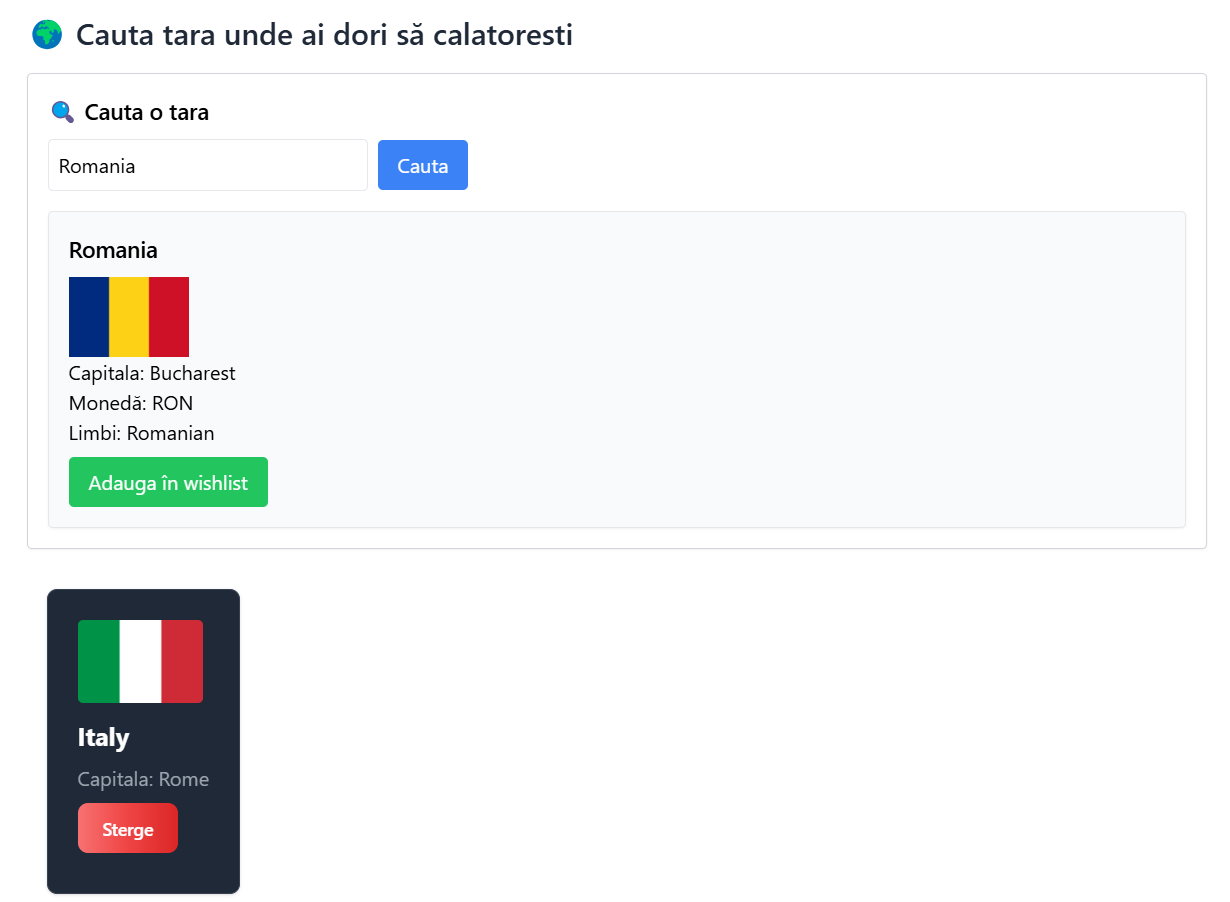 Cauta tara unde ai dori să calatoresti
Cauta o tara
Romania
Cauta
Romania
Capitala: Bucharest
Monedă: RON
Limbi: Romanian
Adauga în wishlist
Italy
Capitala: Rome
Sterge